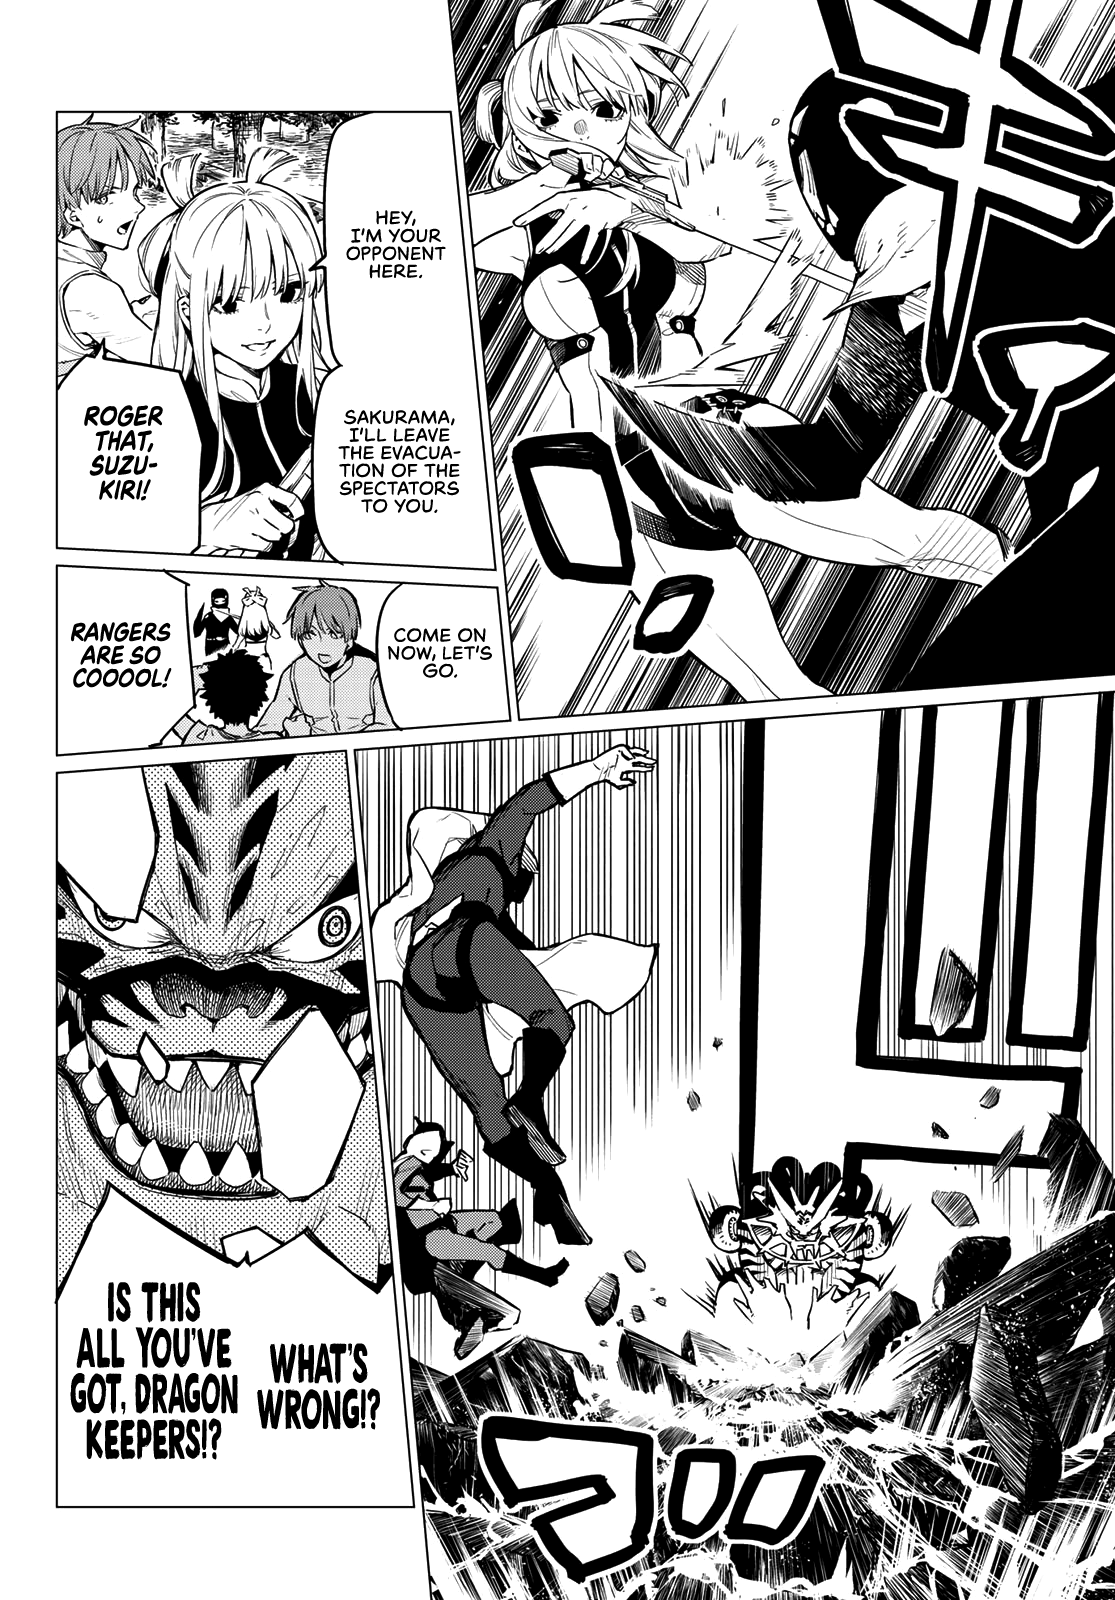 キン
HEY,
I'M YOUR
OPPONENT
HERE.
SAKURAMA,
I'LL LEAVE
THE EVACUA-
TION OF THE
SPECTATORS
TO YOU.
ROGER
THAT,
SUZU-
KIRI!
COME ON
NOW, LET'S
GO.
RANGERS
ARE SO
COOOOL!
WHAT'S
WRONG!?
IS THIS
ALL YOU'VE
GOT, DRAGON
KEEPERS!?